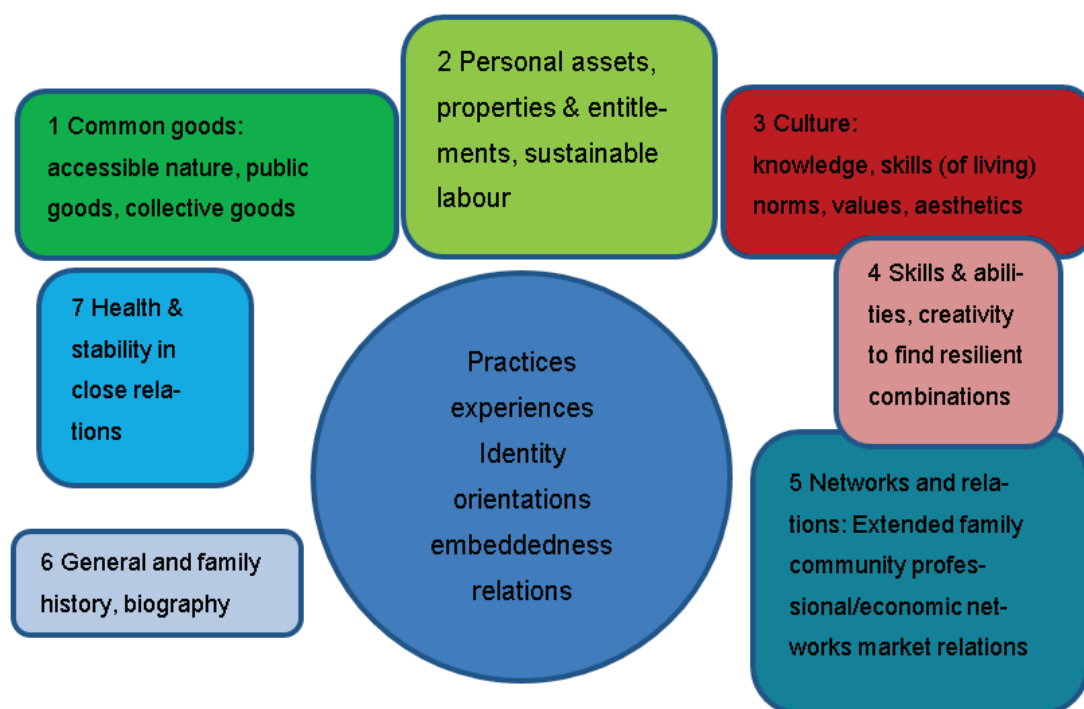 1 Common goods:
accessible nature, public
goods, collective goods
2 Personal assets,
properties & entitle-
ments, sustainable
labour
3 Culture:
knowledge, skills (of living)
norms, values, aesthetics
4 Skills & abili-
ties, creativity
to find resilient
combinations
5 Networks and rela-
tions: Extended family
community profes-
sional/economic net-
works market relations
6 General and family
history, biography
7 Health &
stability in
close rela-
tions
Practices
experiences
Identity
orientations
embeddedness
relations